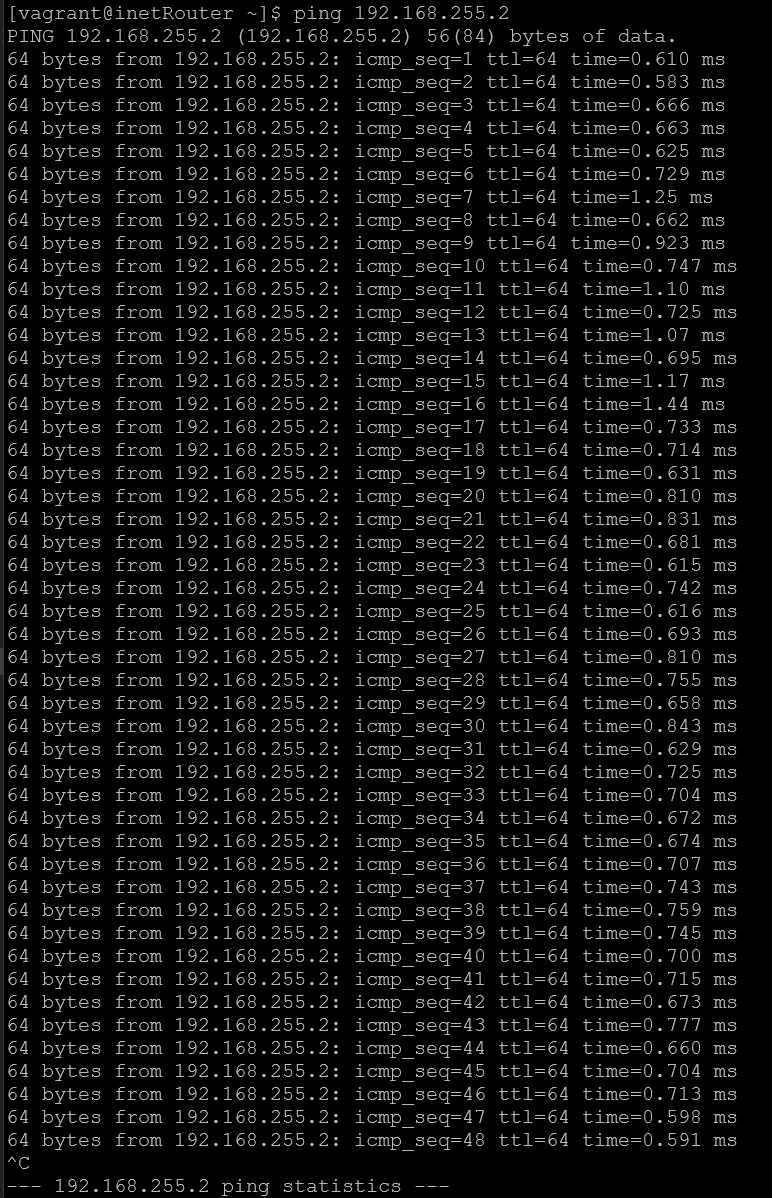 [vagrant@inetRouter ~]$ ping 192.168.255.2
PING 192.168.255.2 (192.168.255.2) 56(84) bytes of data.
64 bytes from 192.168.255.2: icmp_seq=1 ttl=64 time=0.610 ms
64 bytes from 192.168.255.2: icmp_seq=2 ttl=64 time=0.583 ms
64 bytes from 192.168.255.2: icmp_seq=3 ttl=64 time=0.666 ms
64 bytes from 192.168.255.2: icmp_seq=4 ttl=64 time=0.663 ms
64 bytes from 192.168.255.2: icmp_seq=5 ttl=64 time=0.625 ms
64 bytes from 192.168.255.2: icmp_seq=6 ttl=64 time=0.729 ms
64 bytes from 192.168.255.2: icmp_seq=7 ttl=64 time=1.25 ms
64 bytes from 192.168.255.2: icmp_seq=8 ttl=64 time=0.662 ms
64 bytes from 192.168.255.2: icmp_seq=9 ttl=64 time=0.923 ms
64 bytes from 192.168.255.2: icmp_seq=10 ttl=64 time=0.747 ms
64 bytes from 192.168.255.2: icmp_seq=11 ttl=64 time=1.10 ms
64 bytes from 192.168.255.2: icmp_seq=12 ttl=64 time=0.725 ms
64 bytes from 192.168.255.2: icmp_seq=13 ttl=64 time=1.07 ms
64 bytes from 192.168.255.2: icmp_seq=14 ttl=64 time=0.695 ms
64 bytes from 192.168.255.2: icmp_seq=15 ttl=64 time=1.17 ms
64 bytes from 192.168.255.2: icmp_seq=16 ttl=64 time=1.44 ms
64 bytes from 192.168.255.2: icmp_seq=17 ttl=64 time=0.733 ms
64 bytes from 192.168.255.2: icmp_seq=18 ttl=64 time=0.714 ms
64 bytes from 192.168.255.2: icmp_seq=19 ttl=64 time=0.631 ms
64 bytes from 192.168.255.2: icmp_seq=20 ttl=64 time=0.810 ms
64 bytes from 192.168.255.2: icmp_seq=21 ttl=64 time=0.831 ms
64 bytes from 192.168.255.2: icmp_seq=22 ttl=64 time=0.681 ms
64 bytes from 192.168.255.2: icmp_seq=23 ttl=64 time=0.615 ms
64 bytes from 192.168.255.2: icmp_seq=24 ttl=64 time=0.742 ms
64 bytes from 192.168.255.2: icmp_seq=25 ttl=64 time=0.616 ms
64 bytes from 192.168.255.2: icmp_seq=26 ttl=64 time=0.693 ms
64 bytes from 192.168.255.2: icmp_seq=27 ttl=64 time=0.810 ms
64 bytes from 192.168.255.2: icmp_seq=28 ttl=64 time=0.755 ms
64 bytes from 192.168.255.2: icmp_seq=29 ttl=64 time=0.658 ms
64 bytes from 192.168.255.2: icmp_seq=30 ttl=64 time=0.843 ms
64 bytes from 192.168.255.2: icmp_seq=31 ttl=64 time=0.629 ms
64 bytes from 192.168.255.2: icmp_seq=32 ttl=64 time=0.725 ms
64 bytes from 192.168.255.2: icmp_seq=33 ttl=64 time=0.704 ms
64 bytes from 192.168.255.2: icmp_seq=34 ttl=64 time=0.672 ms
64 bytes from 192.168.255.2: icmp_seq=35 ttl=64 time=0.674 ms
64 bytes from 192.168.255.2: icmp_seq=36 ttl=64 time=0.707 ms
64 bytes from 192.168.255.2: icmp_seq=37 ttl=64 time=0.743 ms
64 bytes from 192.168.255.2: icmp_seq=38 ttl=64 time=0.759 ms
64 bytes from 192.168.255.2: icmp_seq=39 ttl=64 time=0.745 ms
64 bytes from 192.168.255.2: icmp_seq=40 ttl=64 time=0.700 ms
64 bytes from 192.168.255.2: icmp_seq=41 ttl=64 time=0.715 ms
64 bytes from 192.168.255.2: icmp_seq=42 ttl=64 time=0.673 ms
64 bytes from 192.168.255.2: icmp_seq=43 ttl=64 time=0.777 ms
64 bytes from 192.168.255.2: icmp_seq=44 ttl=64 time=0.660 ms
64 bytes from 192.168.255.2: icmp_seq=45 ttl=64 time=0.704 ms
64 bytes from 192.168.255.2: icmp_seq=46 ttl=64 time=0.713 ms
64 bytes from 192.168.255.2: icmp_seq=47 ttl=64 time=0.598 ms
64 bytes from 192.168.255.2: icmp_seq=48 ttl=64 time=0.591 ms
^C
--- 192.168.255.2 ping statistics ---